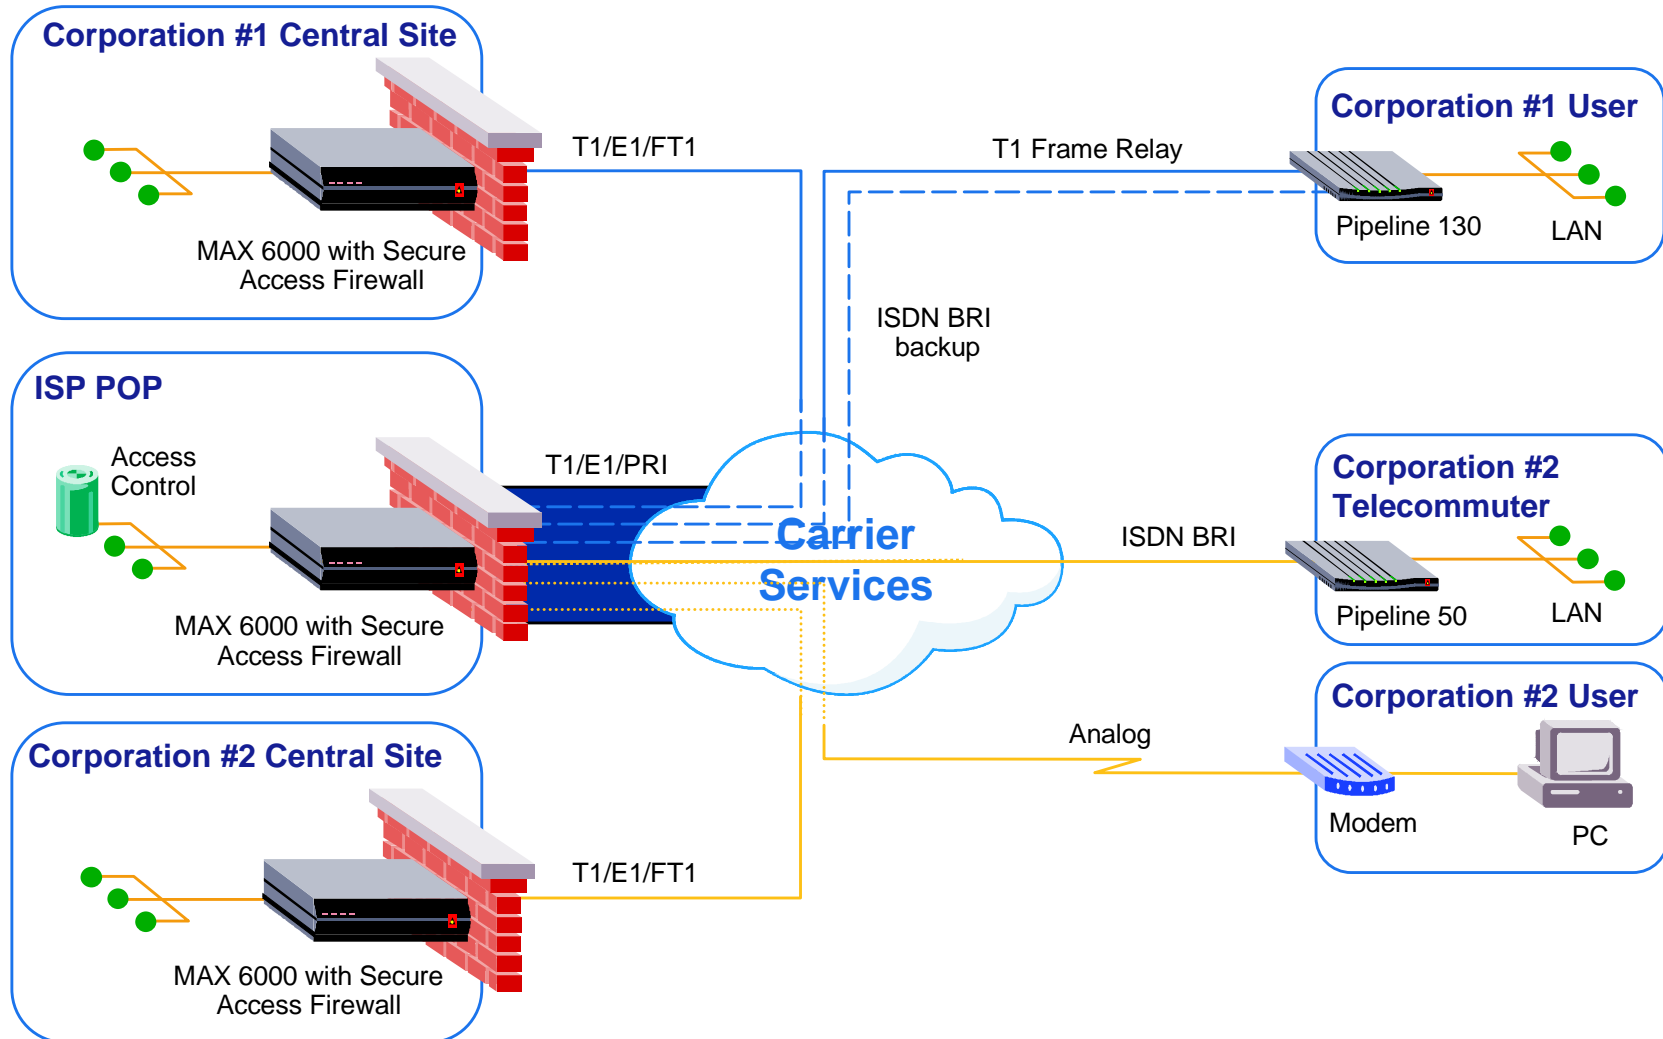 Corporation #1 Central Site
T1/E1/FT1
MAX 6000 with Secure
Access Firewall
T1 Frame Relay
ISDN BRI
backup
Corporation #1 User
Pipeline 130
LAN
ISP POP
Access
Control
T1/E1/PRI
MAX 6000 with Secure
Access Firewall
Carrier
Services
ISDN BRI
Corporation #2
Telecommuter
Pipeline 50
LAN
Corporation #2 Central Site
T1/E1/FT1
MAX 6000 with Secure
Access Firewall
Analog
Corporation #2 User
Modem
PC